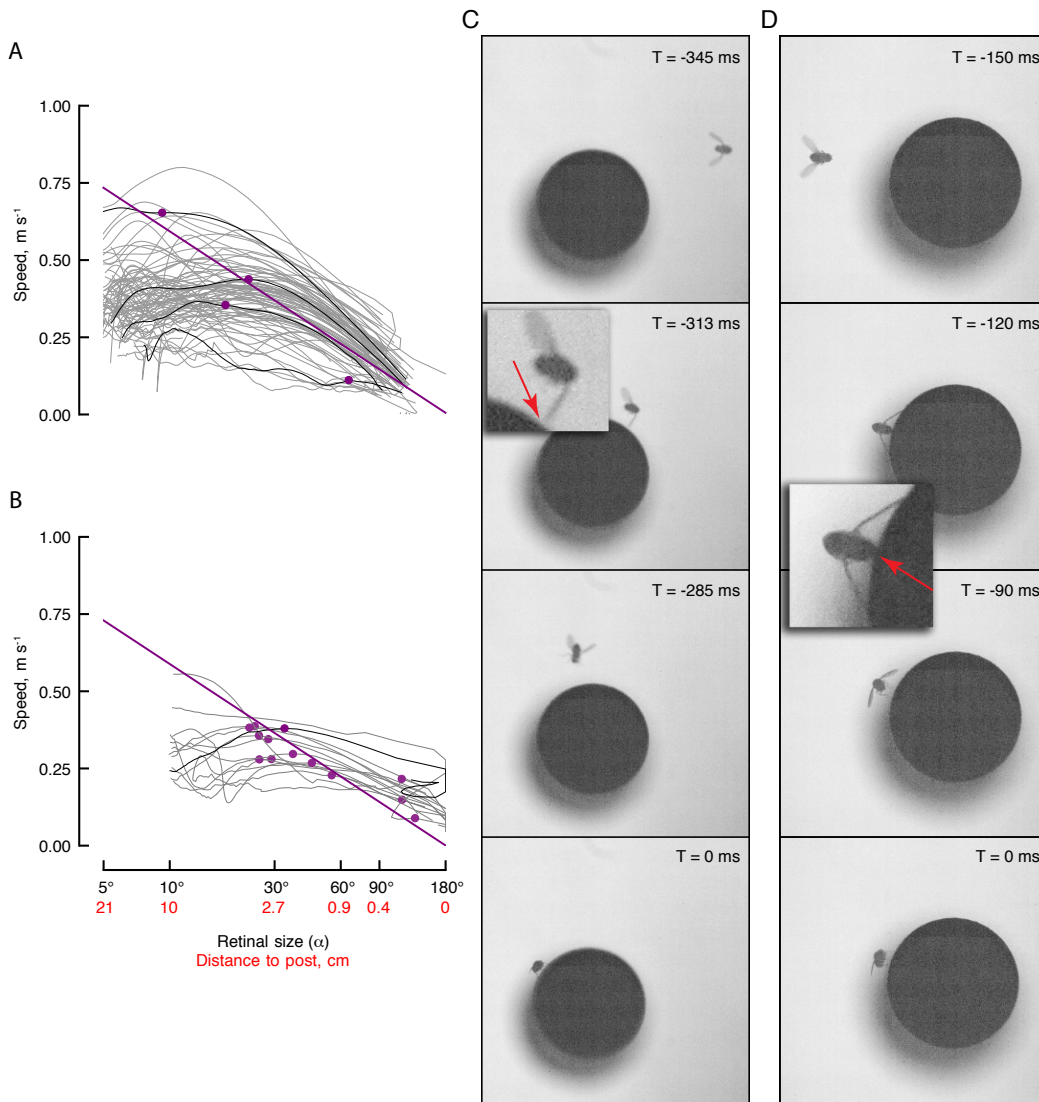 A
1.00
0.75
0.50
0.25
0.00
Speed, m s⁻¹
B
1.00
0.75
0.50
0.25
0.00
Speed, m s⁻¹
5° 10° 30° 60° 90° 180°
21 10 2.7 0.9 0.4 0
Retinal size (α)
Distance to post, cm
C
T = -345 ms
T = -313 ms
T = -285 ms
T = 0 ms
D
T = -150 ms
T = -120 ms
T = -90 ms
T = 0 ms